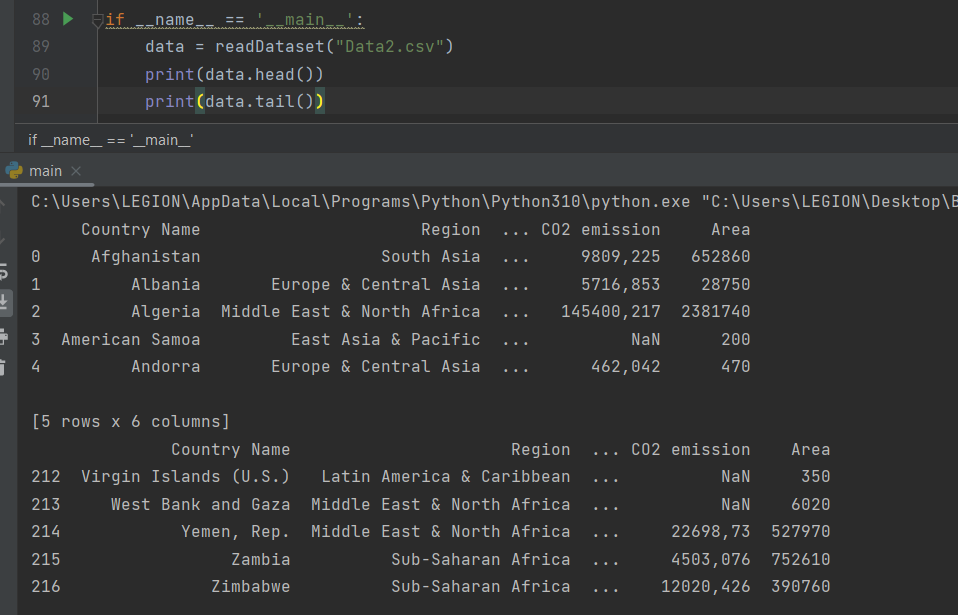 88 if __name__ == '__main__':
89 data = readDataset("Data2.csv")
90 print(data.head())
91 print(data.tail())
if __name__ == '__main__'
main
C:\Users\LEGION\AppData\Local\Programs\Python\Python310\python.exe "C:\Users\LEGION\Desktop\B
Country Name Region ... CO2 emission Area
0 Afghanistan South Asia ... 9809,225 652860
1 Albania Europe & Central Asia ... 5716,853 28750
2 Algeria Middle East & North Africa ... 145400,217 2381740
3 American Samoa East Asia & Pacific ... NaN 200
4 Andorra Europe & Central Asia ... 462,042 470
[5 rows x 6 columns]
Country Name Region ... CO2 emission Area
212 Virgin Islands (U.S.) Latin America & Caribbean ... NaN 350
213 West Bank and Gaza Middle East & North Africa ... NaN 6020
214 Yemen, Rep. Middle East & North Africa ... 22698,73 527970
215 Zambia Sub-Saharan Africa ... 4503,076 752610
216 Zimbabwe Sub-Saharan Africa ... 12020,426 390760